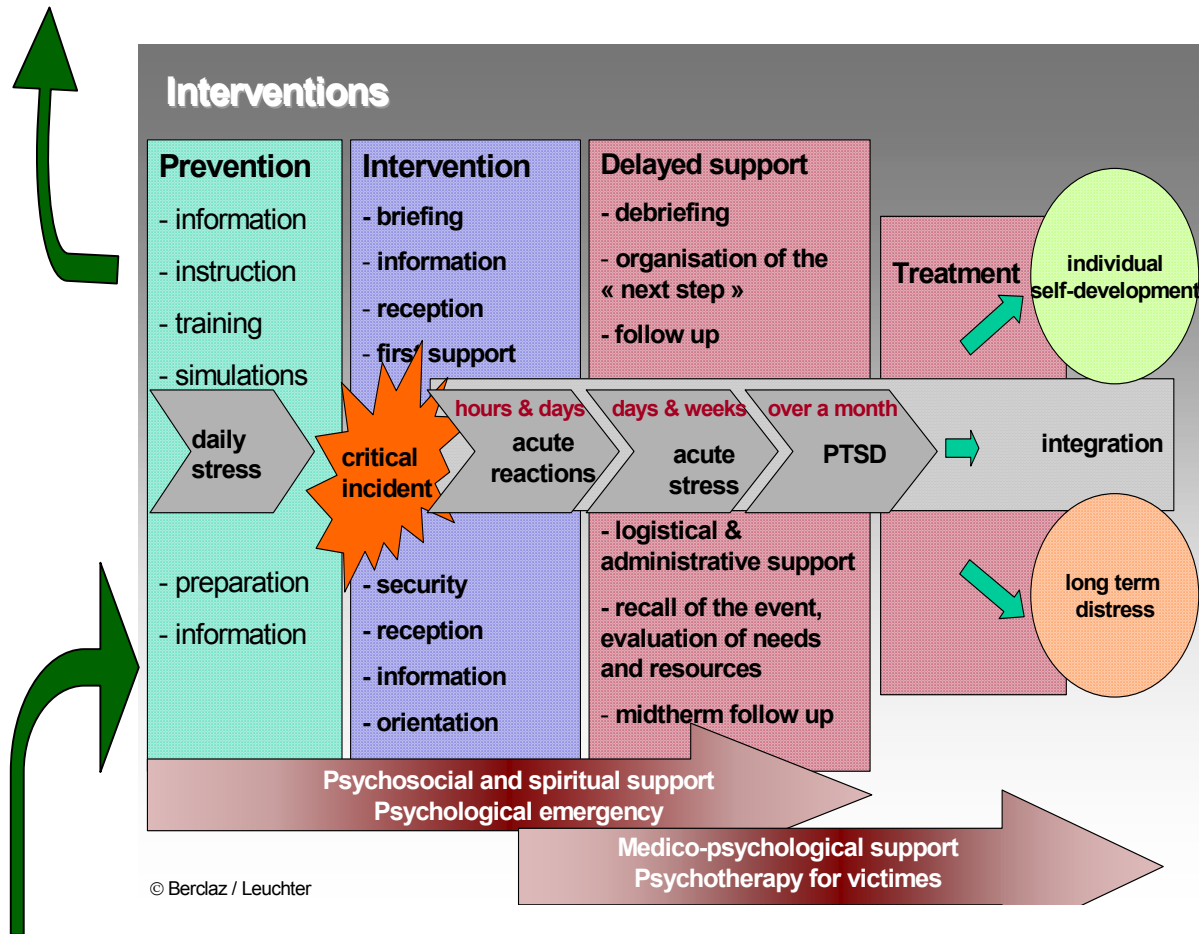 Interventions
Prevention
- information
- instruction
- training
- simulations
- preparation
- information
Intervention
- briefing
- information
- reception
- first support
- security
- reception
- information
- orientation
Delayed support
- debriefing
- organisation of the
« next step »
- follow up
- logistical &
administrative support
- recall of the event,
evaluation of needs
and resources
- midtherm follow up
Treatment
individual
self-development
daily
stress
critical
incident
hours & days
acute
reactions
days & weeks
acute
stress
over a month
PTSD
integration
long term
distress
Psychosocial and spiritual support
Psychological emergency
Medico-psychological support
Psychotherapy for victimes
© Berclaz / Leuchter